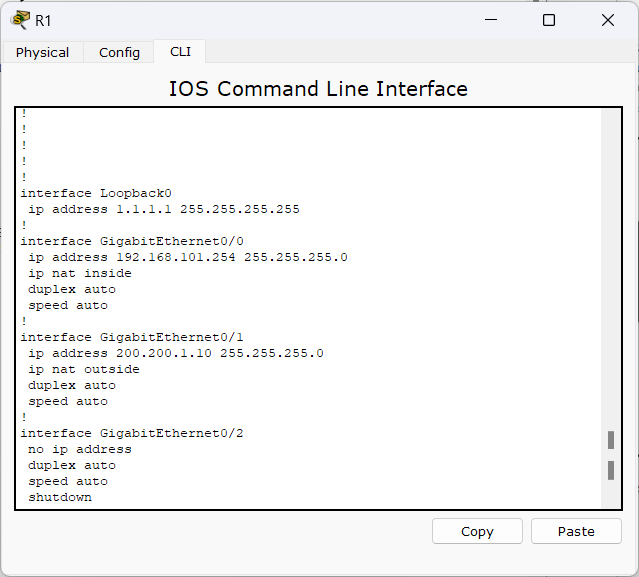 R1
Physical Config CLI
IOS Command Line Interface
!
!
!
!
!
interface Loopback0
 ip address 1.1.1.1 255.255.255.255
!
interface GigabitEthernet0/0
 ip address 192.168.101.254 255.255.255.0
 ip nat inside
 duplex auto
 speed auto
!
interface GigabitEthernet0/1
 ip address 200.200.1.10 255.255.255.0
 ip nat outside
 duplex auto
 speed auto
!
interface GigabitEthernet0/2
 no ip address
 duplex auto
 speed auto
 shutdown
Copy Paste